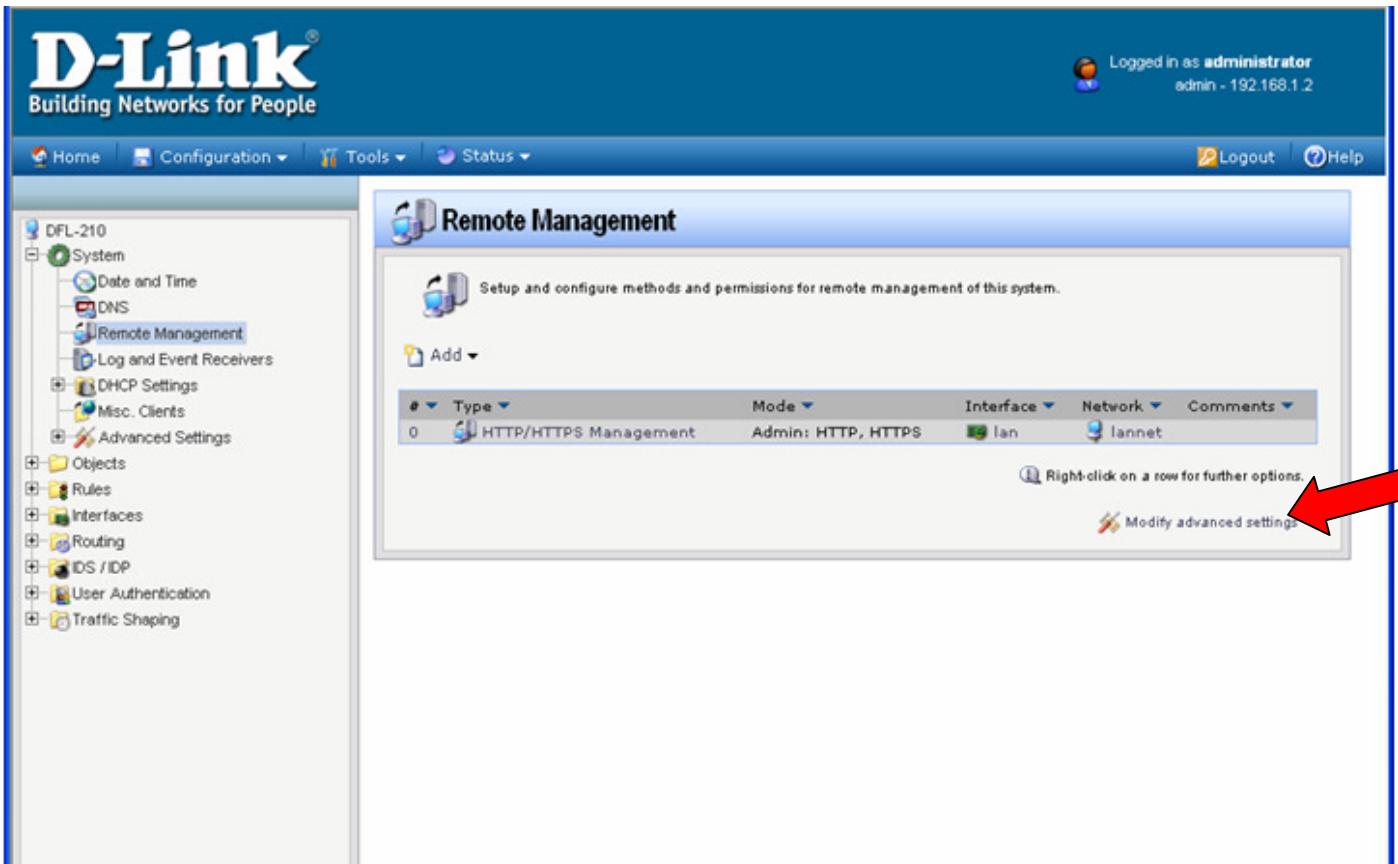 D-Link®
Building Networks for People
Logged in as administrator
admin - 192.168.1.2
Home Configuration Tools Status Logout Help
DFL-210
System
Date and Time
DNS
Remote Management
Log and Event Receivers
DHCP Settings
Misc. Clients
Advanced Settings
Objects
Rules
Interfaces
Routing
IDS / IDP
User Authentication
Traffic Shaping
Remote Management
Setup and configure methods and permissions for remote management of this system.
Add
# Type Mode Interface Network Comments
0 HTTP/HTTPS Management Admin: HTTP, HTTPS lan lannet
Right-click on a row for further options.
Modify advanced settings